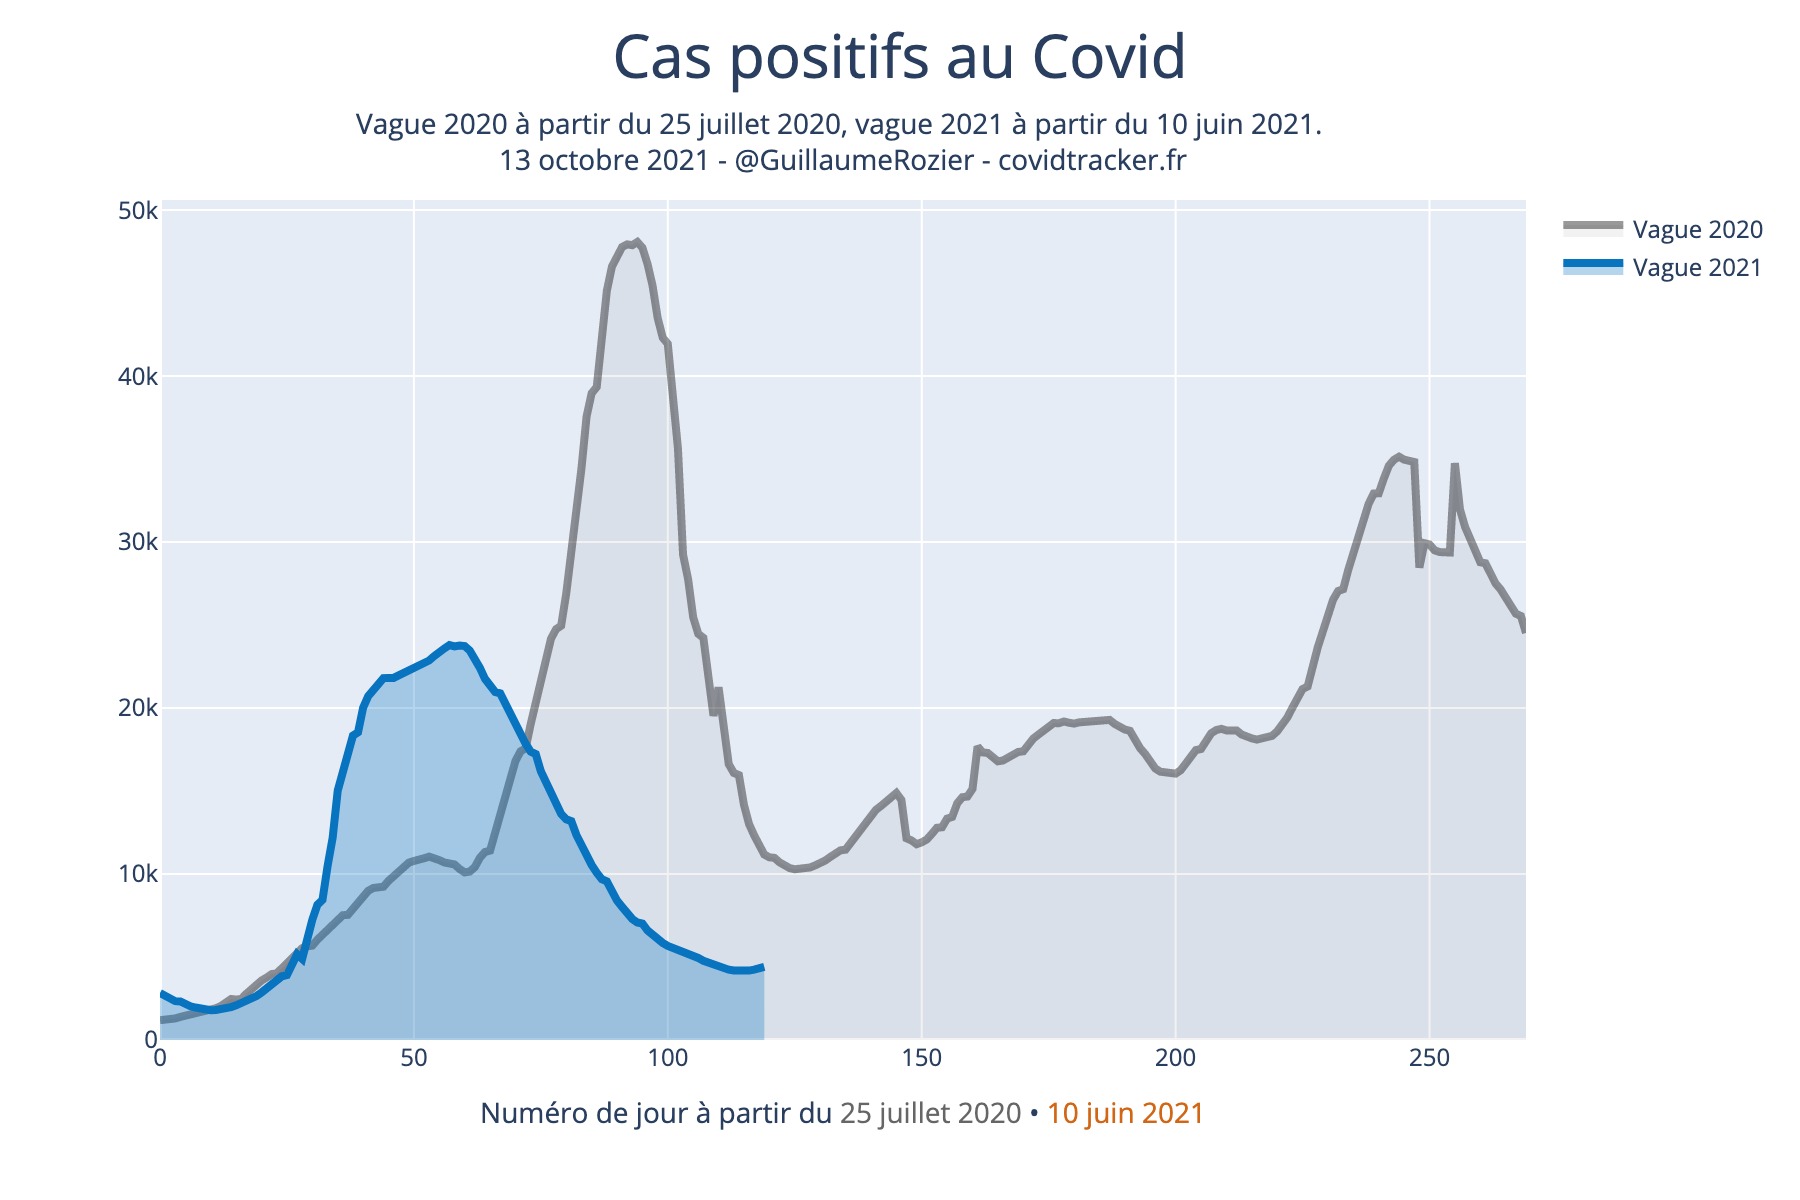 Cas positifs au Covid
Vague 2020 à partir du 25 juillet 2020, vague 2021 à partir du 10 juin 2021.
13 octobre 2021 - @GuillaumeRozier - covidtracker.fr
50k
40k
30k
20k
10k
0
0 50 100 150 200 250
Vague 2020
Vague 2021
Numéro de jour à partir du 25 juillet 2020 • 10 juin 2021